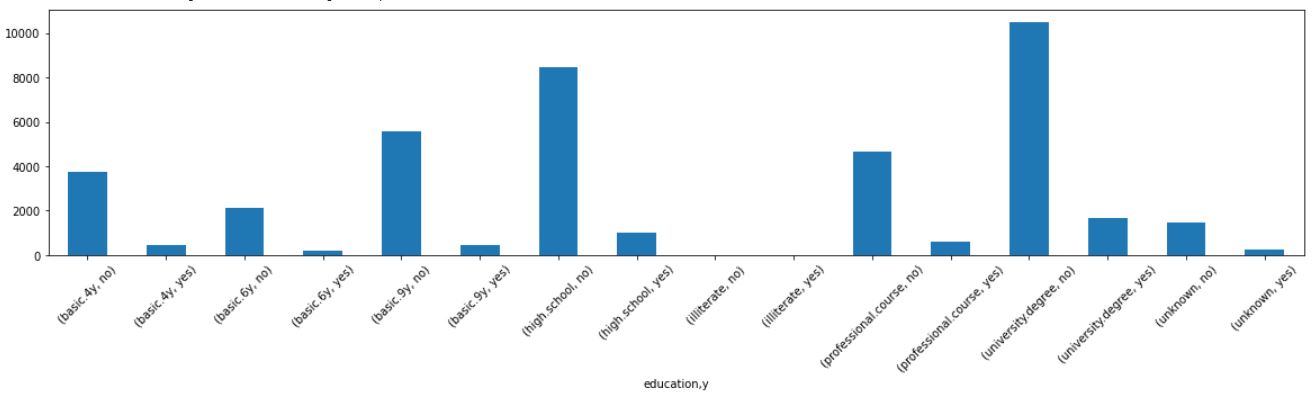 10000
8000
6000
4000
2000
0
(basic.4y, no)
(basic.4y, yes)
(basic.6y, no)
(basic.6y, yes)
(basic.9y, no)
(basic.9y, yes)
(high.school, no)
(high.school, yes)
(illiterate, no)
(illiterate, yes)
(professional.course, no)
(professional.course, yes)
(university.degree, no)
(university.degree, yes)
(unknown, no)
(unknown, yes)
education,y